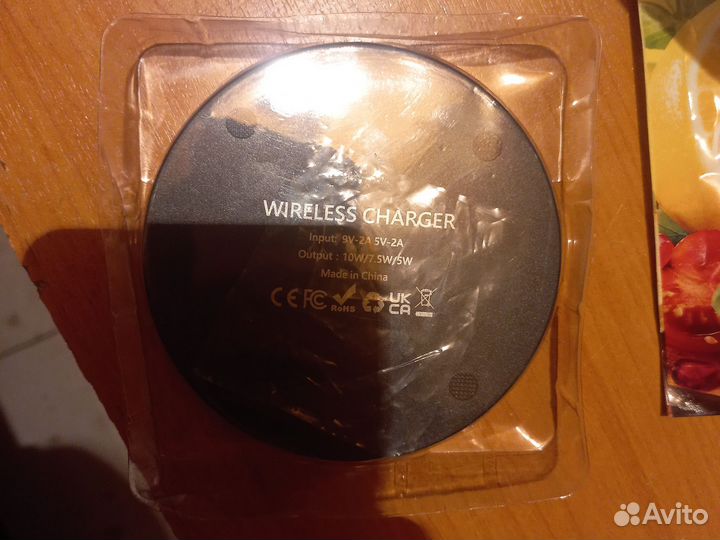 WIRELESS CHARGER
Input: 9V-2A 5V-2A
Output : 10W/7.5W/5W
Made in China
CE FC RoHS UK CA
Avito